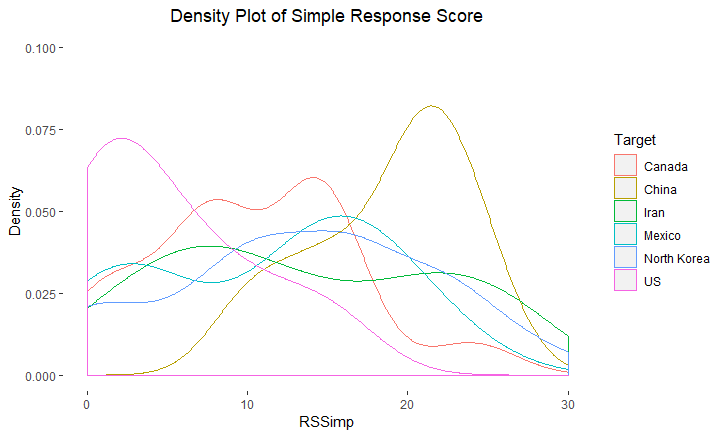 Density Plot of Simple Response Score
0.100
0.075
0.050
0.025
0.000
Density
0
10
20
30
RSSimp
Target
Canada
China
Iran
Mexico
North Korea
US